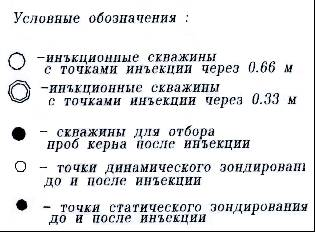 Условные обозначения :
-инъкционные скважины
с точками инъекции через 0.66 м
-инъкционные скважины
с точками инъекции через 0.33 м
- скважины для отбора
проб керна после инъекции
- точки динамического зондирован
до и после инъекции
- точки статического зондирования
до и после инъекции